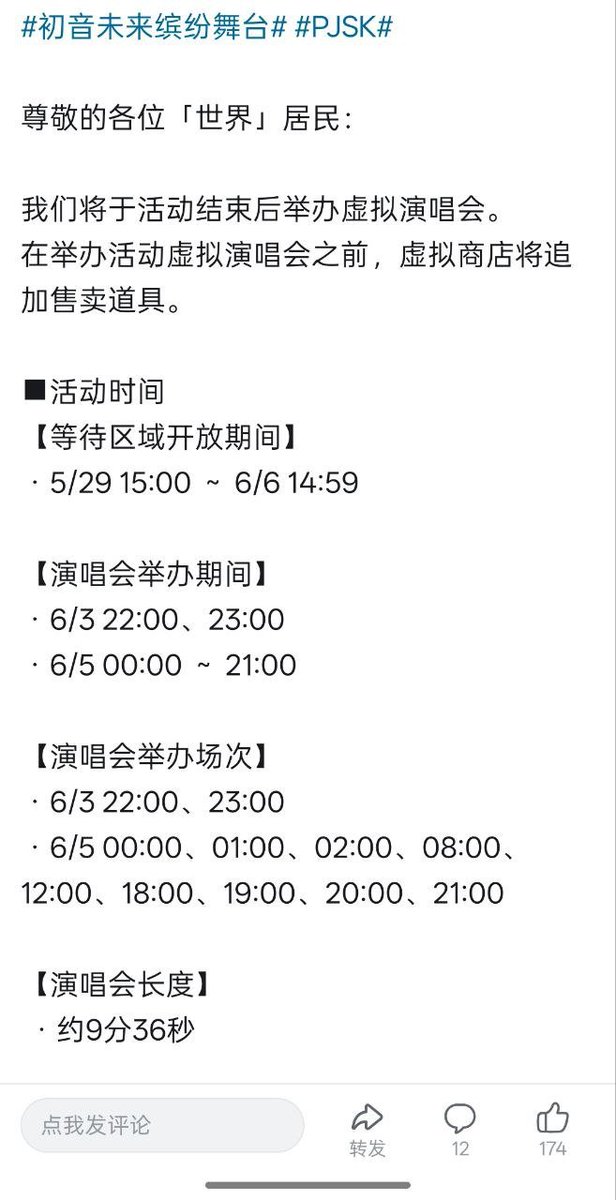 #初音未来缤纷舞台# #PJSK#
尊敬的各位「世界」居民：
我们将于活动结束后举办虚拟演唱会。
在举办活动虚拟演唱会之前，虚拟商店将追
加售卖道具。
■活动时间
【等待区域开放期间】
· 5/29 15:00 ~ 6/6 14:59
【演唱会举办期间】
· 6/3 22:00、23:00
· 6/5 00:00 ~ 21:00
【演唱会举办场次】
· 6/3 22:00、23:00
· 6/5 00:00、01:00、02:00、08:00、
12:00、18:00、19:00、20:00、21:00
【演唱会长度】
· 约9分36秒
点我发评论
转发
12
174